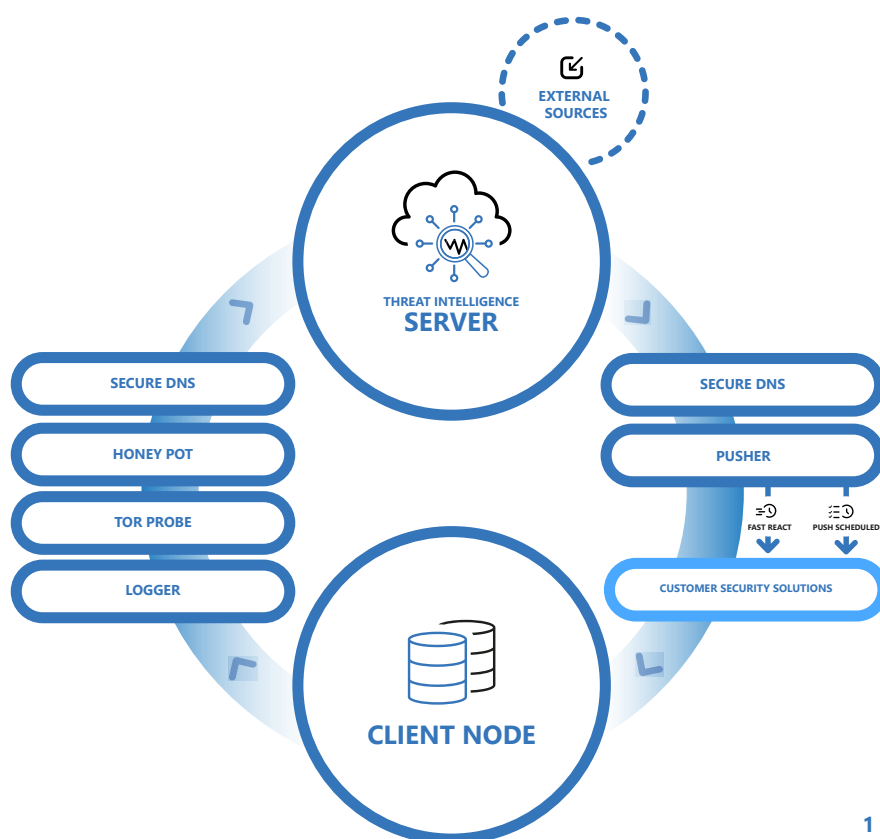 EXTERNAL
SOURCES
THREAT INTELLIGENCE
SERVER
SECURE DNS
HONEY POT
TOR PROBE
LOGGER
SECURE DNS
PUSHER
FAST REACT
PUSH SCHEDULED
CUSTOMER SECURITY SOLUTIONS
CLIENT NODE
1